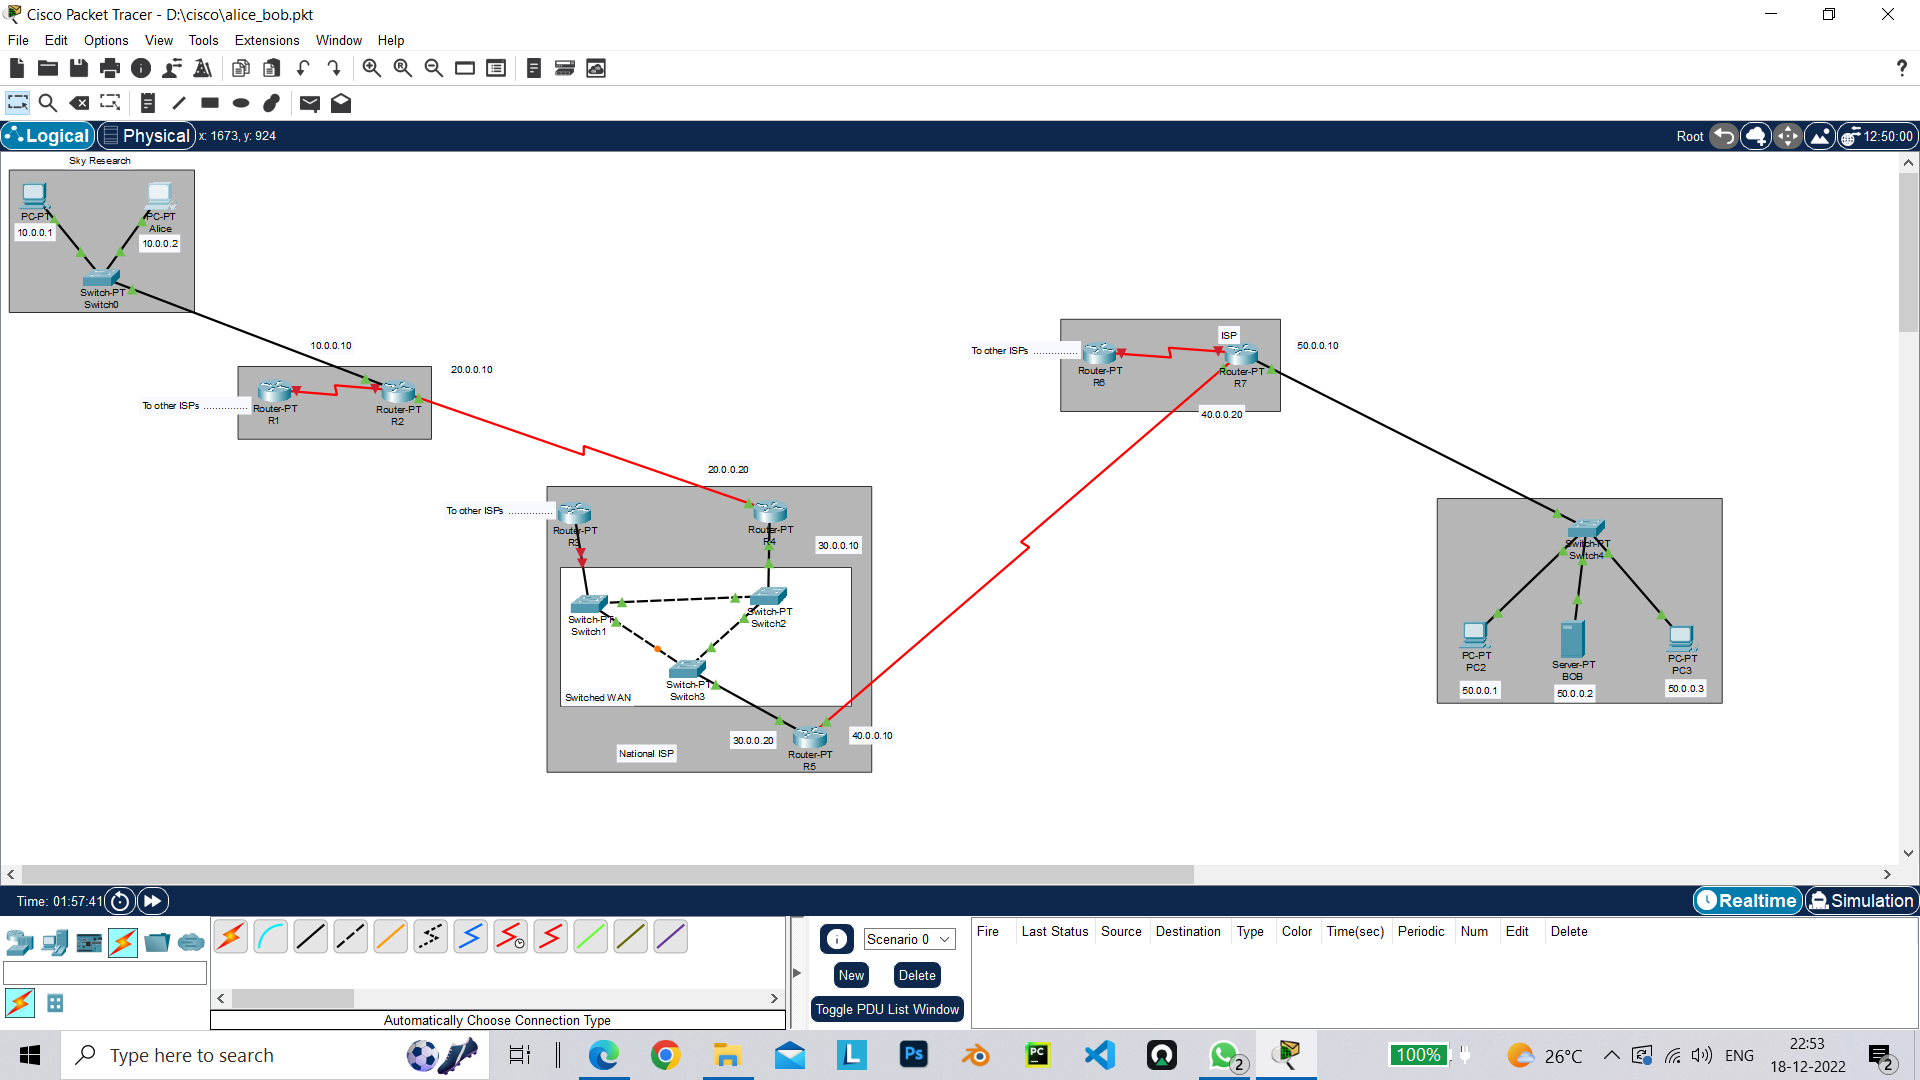 Cisco Packet Tracer - D:\cisco\alice_bob.pkt
File Edit Options View Tools Extensions Window Help
?
Logical Physical x: 1673, y: 924
Root 12:50:00
Sky Research
PC-PT
10.0.0.1
PC-PT
Alice
10.0.0.2
Switch-PT
Switch0
10.0.0.10
20.0.0.10
To other ISPs ...............
Router-PT
R1
Router-PT
R2
20.0.0.20
To other ISPs ...............
Router-PT
R3
Router-PT
R4
30.0.0.10
Switch-PT
Switch1
Switch-PT
Switch2
Switch-PT
Switch3
Switched WAN
National ISP
30.0.0.20
40.0.0.10
Router-PT
R5
To other ISPs ...............
ISP
50.0.0.10
Router-PT
R6
Router-PT
R7
40.0.0.20
Switch-PT
Switch4
PC-PT
PC2
50.0.0.1
Server-PT
BOB
50.0.0.2
PC-PT
PC3
50.0.0.3
Time: 01:57:41
Realtime Simulation
Scenario 0
New Delete
Toggle PDU List Window
Fire Last Status Source Destination Type Color Time(sec) Periodic Num Edit Delete
Automatically Choose Connection Type
Type here to search
L
Ps
PC
2
100%
26°C
ENG
22:53
18-12-2022
2